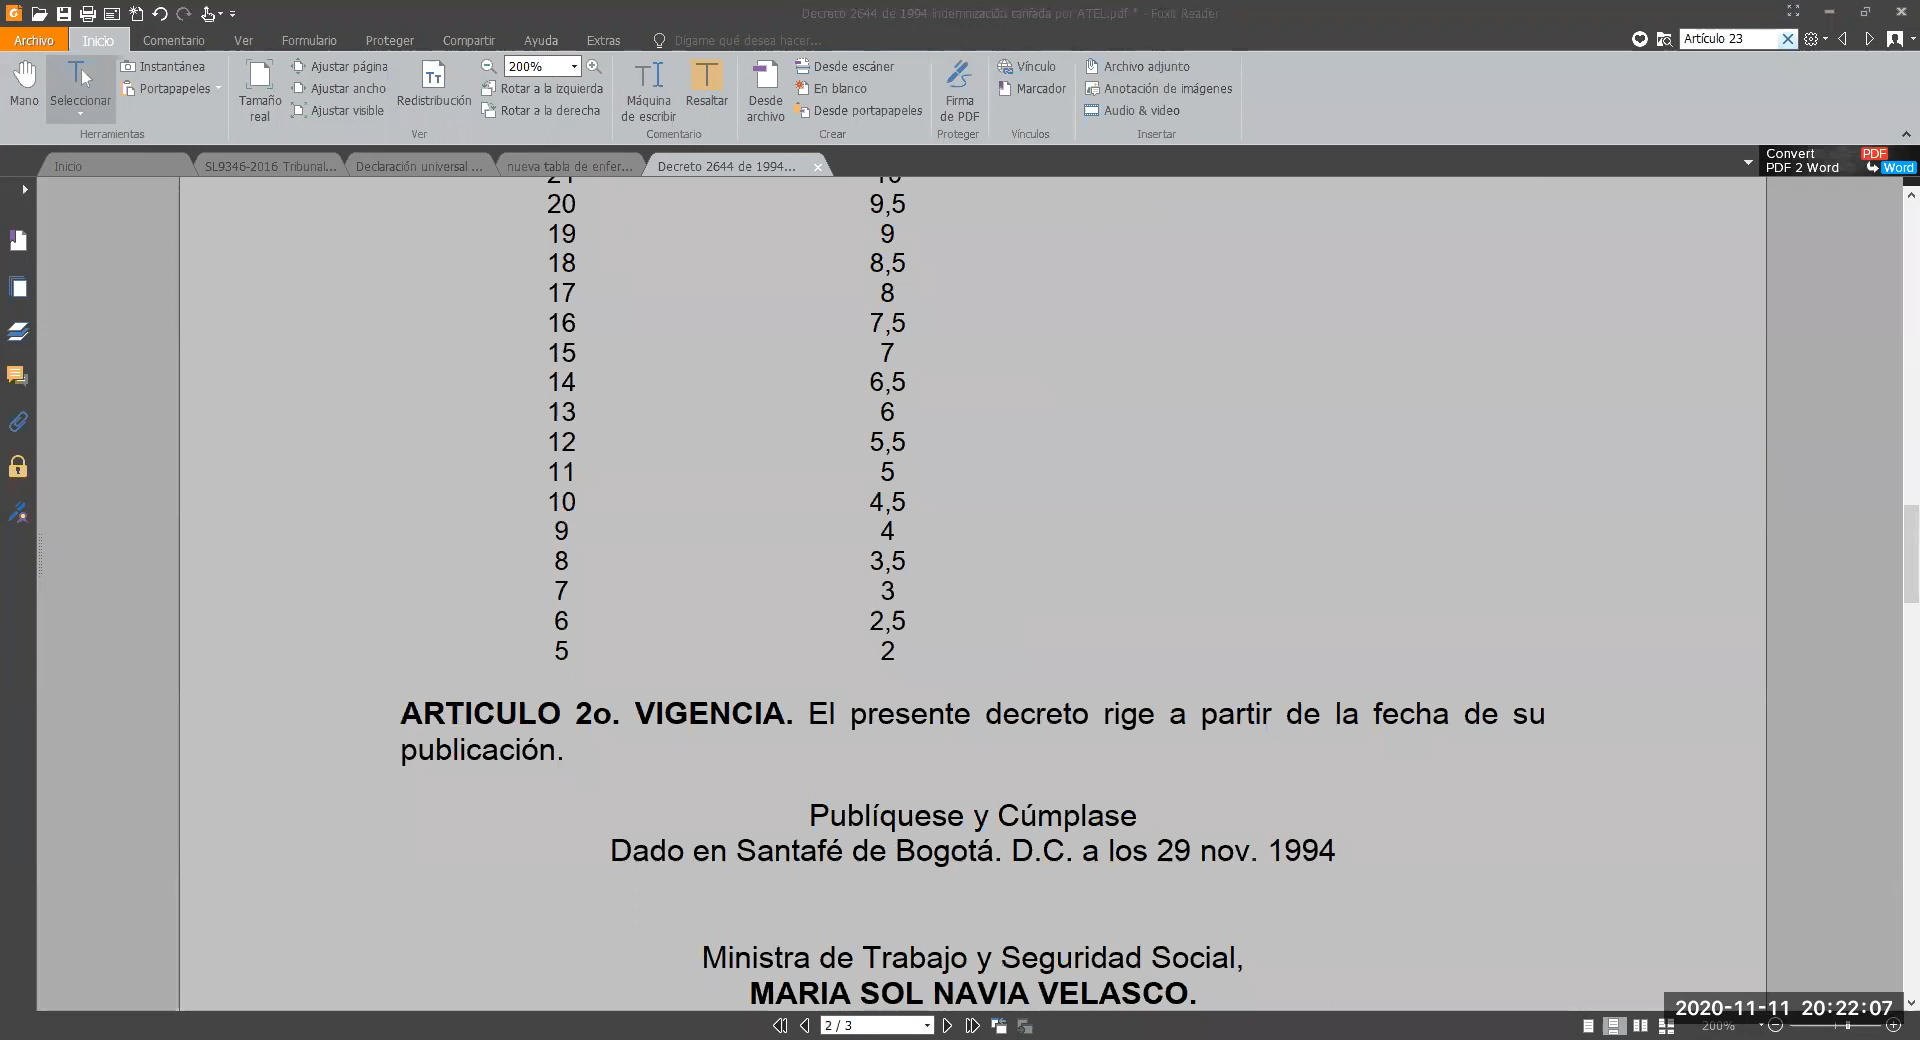 Decreto 2644 de 1994 indemnización tarifada por ATEL.pdf * - Foxit Reader
Archivo Inicio Comentario Ver Formulario Proteger Compartir Ayuda Extras Dígame qué desea hacer... Artículo 23
Mano
Seleccionar
Instantánea
Portapapeles
Herramientas
Tamaño real
Ajustar página
Ajustar ancho
Ajustar visible
Redistribución
200%
Rotar a la izquierda
Rotar a la derecha
Ver
Máquina de escribir
Resaltar
Comentario
Desde archivo
Desde escáner
En blanco
Desde portapapeles
Crear
Firma de PDF
Proteger
Vínculo
Marcador
Vínculos
Archivo adjunto
Anotación de imágenes
Audio & video
Insertar
Inicio SL9346-2016 Tribunal... Declaración universal ... nueva tabla de enfer... Decreto 2644 de 1994...
Convert PDF
PDF 2 Word Word
21 10
20 9,5
19 9
18 8,5
17 8
16 7,5
15 7
14 6,5
13 6
12 5,5
11 5
10 4,5
9 4
8 3,5
7 3
6 2,5
5 2
ARTICULO 2o. VIGENCIA. El presente decreto rige a partir de la fecha de su
publicación.
Publíquese y Cúmplase
Dado en Santafé de Bogotá. D.C. a los 29 nov. 1994
Ministra de Trabajo y Seguridad Social,
MARIA SOL NAVIA VELASCO.
2020-11-11 20:22:07
2 / 3 200%